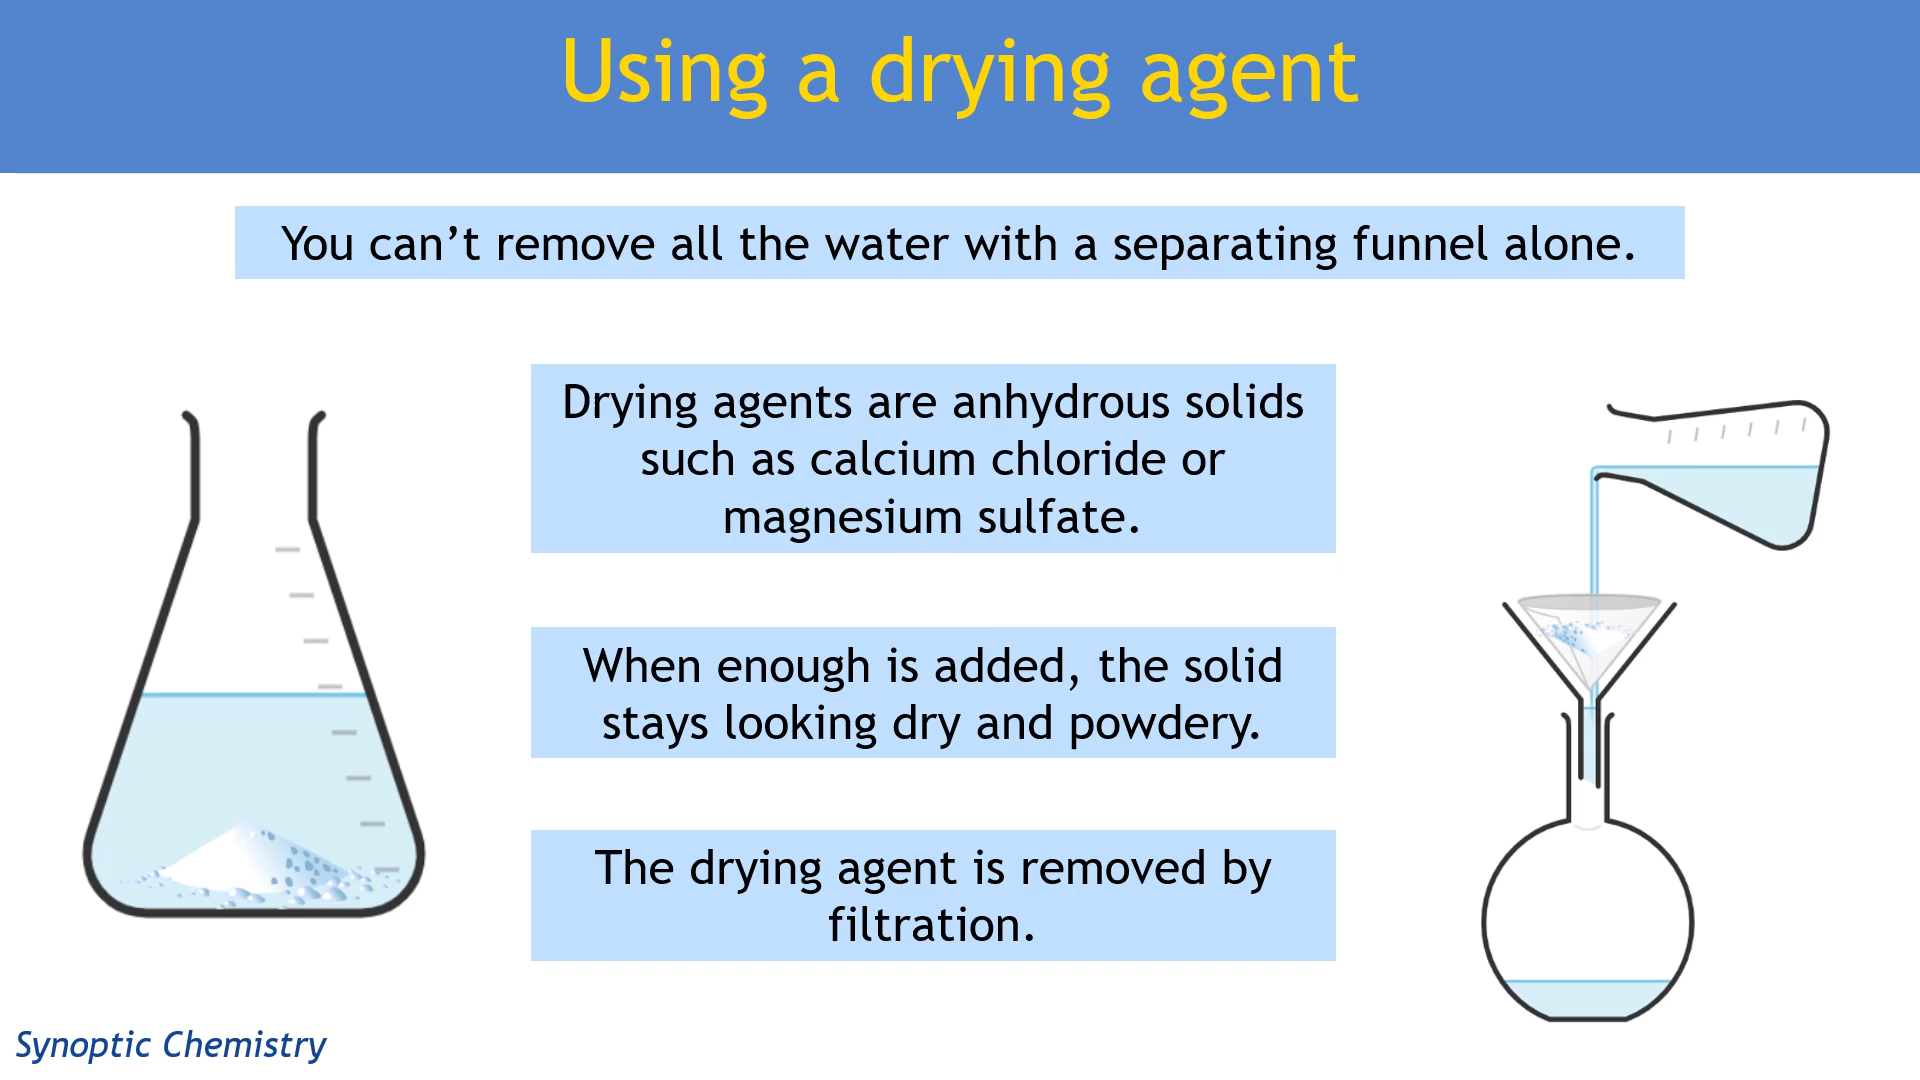 Using a drying agent
You can’t remove all the water with a separating funnel alone.
Drying agents are anhydrous solids
such as calcium chloride or
magnesium sulfate.
When enough is added, the solid
stays looking dry and powdery.
The drying agent is removed by
filtration.
Synoptic Chemistry